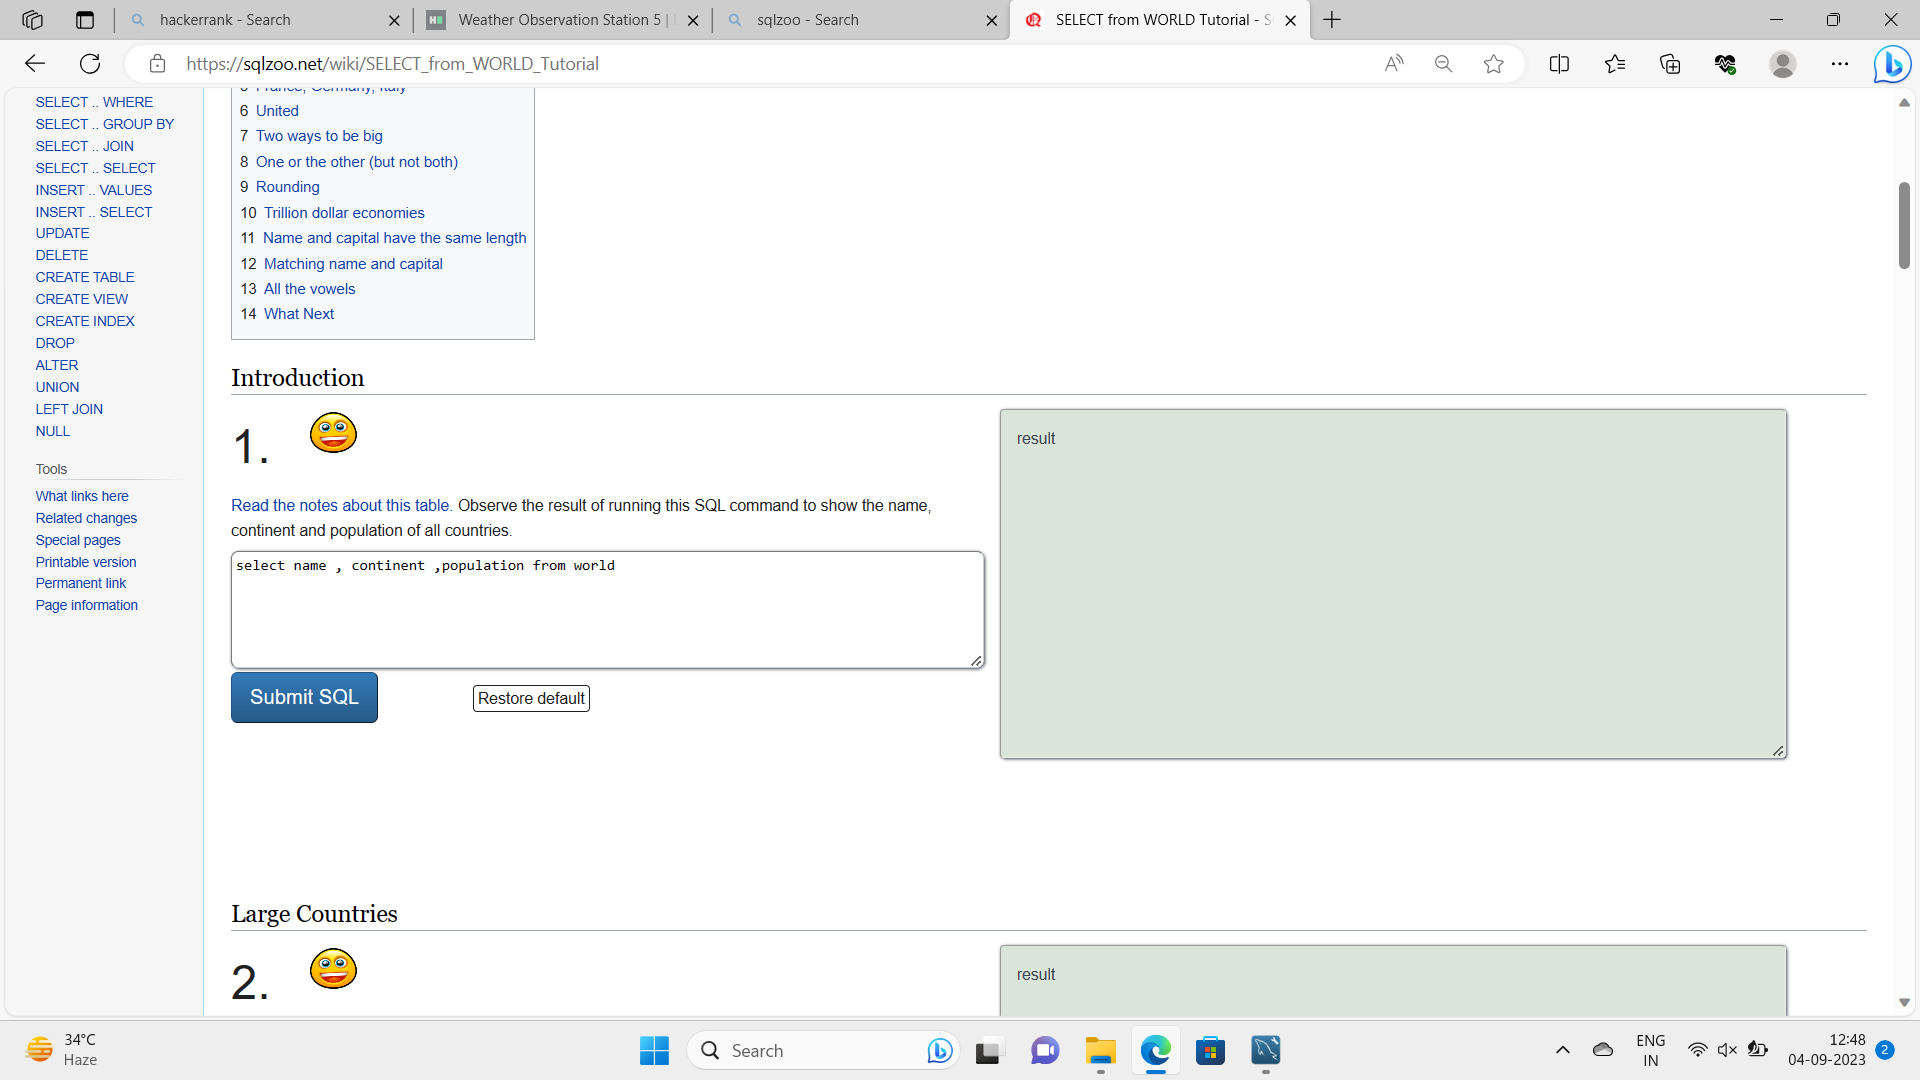 hackerrank - Search
Weather Observation Station 5 |
sqlzoo - Search
SELECT from WORLD Tutorial - S
https://sqlzoo.net/wiki/SELECT_from_WORLD_Tutorial
SELECT .. WHERE
SELECT .. GROUP BY
SELECT .. JOIN
SELECT .. SELECT
INSERT .. VALUES
INSERT .. SELECT
UPDATE
DELETE
CREATE TABLE
CREATE VIEW
CREATE INDEX
DROP
ALTER
UNION
LEFT JOIN
NULL
Tools
What links here
Related changes
Special pages
Printable version
Permanent link
Page information
5 France, Germany, Italy
6 United
7 Two ways to be big
8 One or the other (but not both)
9 Rounding
10 Trillion dollar economies
11 Name and capital have the same length
12 Matching name and capital
13 All the vowels
14 What Next
Introduction
1.
Read the notes about this table. Observe the result of running this SQL command to show the name,
continent and population of all countries.
select name , continent ,population from world
Submit SQL
Restore default
result
Large Countries
2.
result
34°C
Haze
Search
ENG
IN
12:48
04-09-2023
2